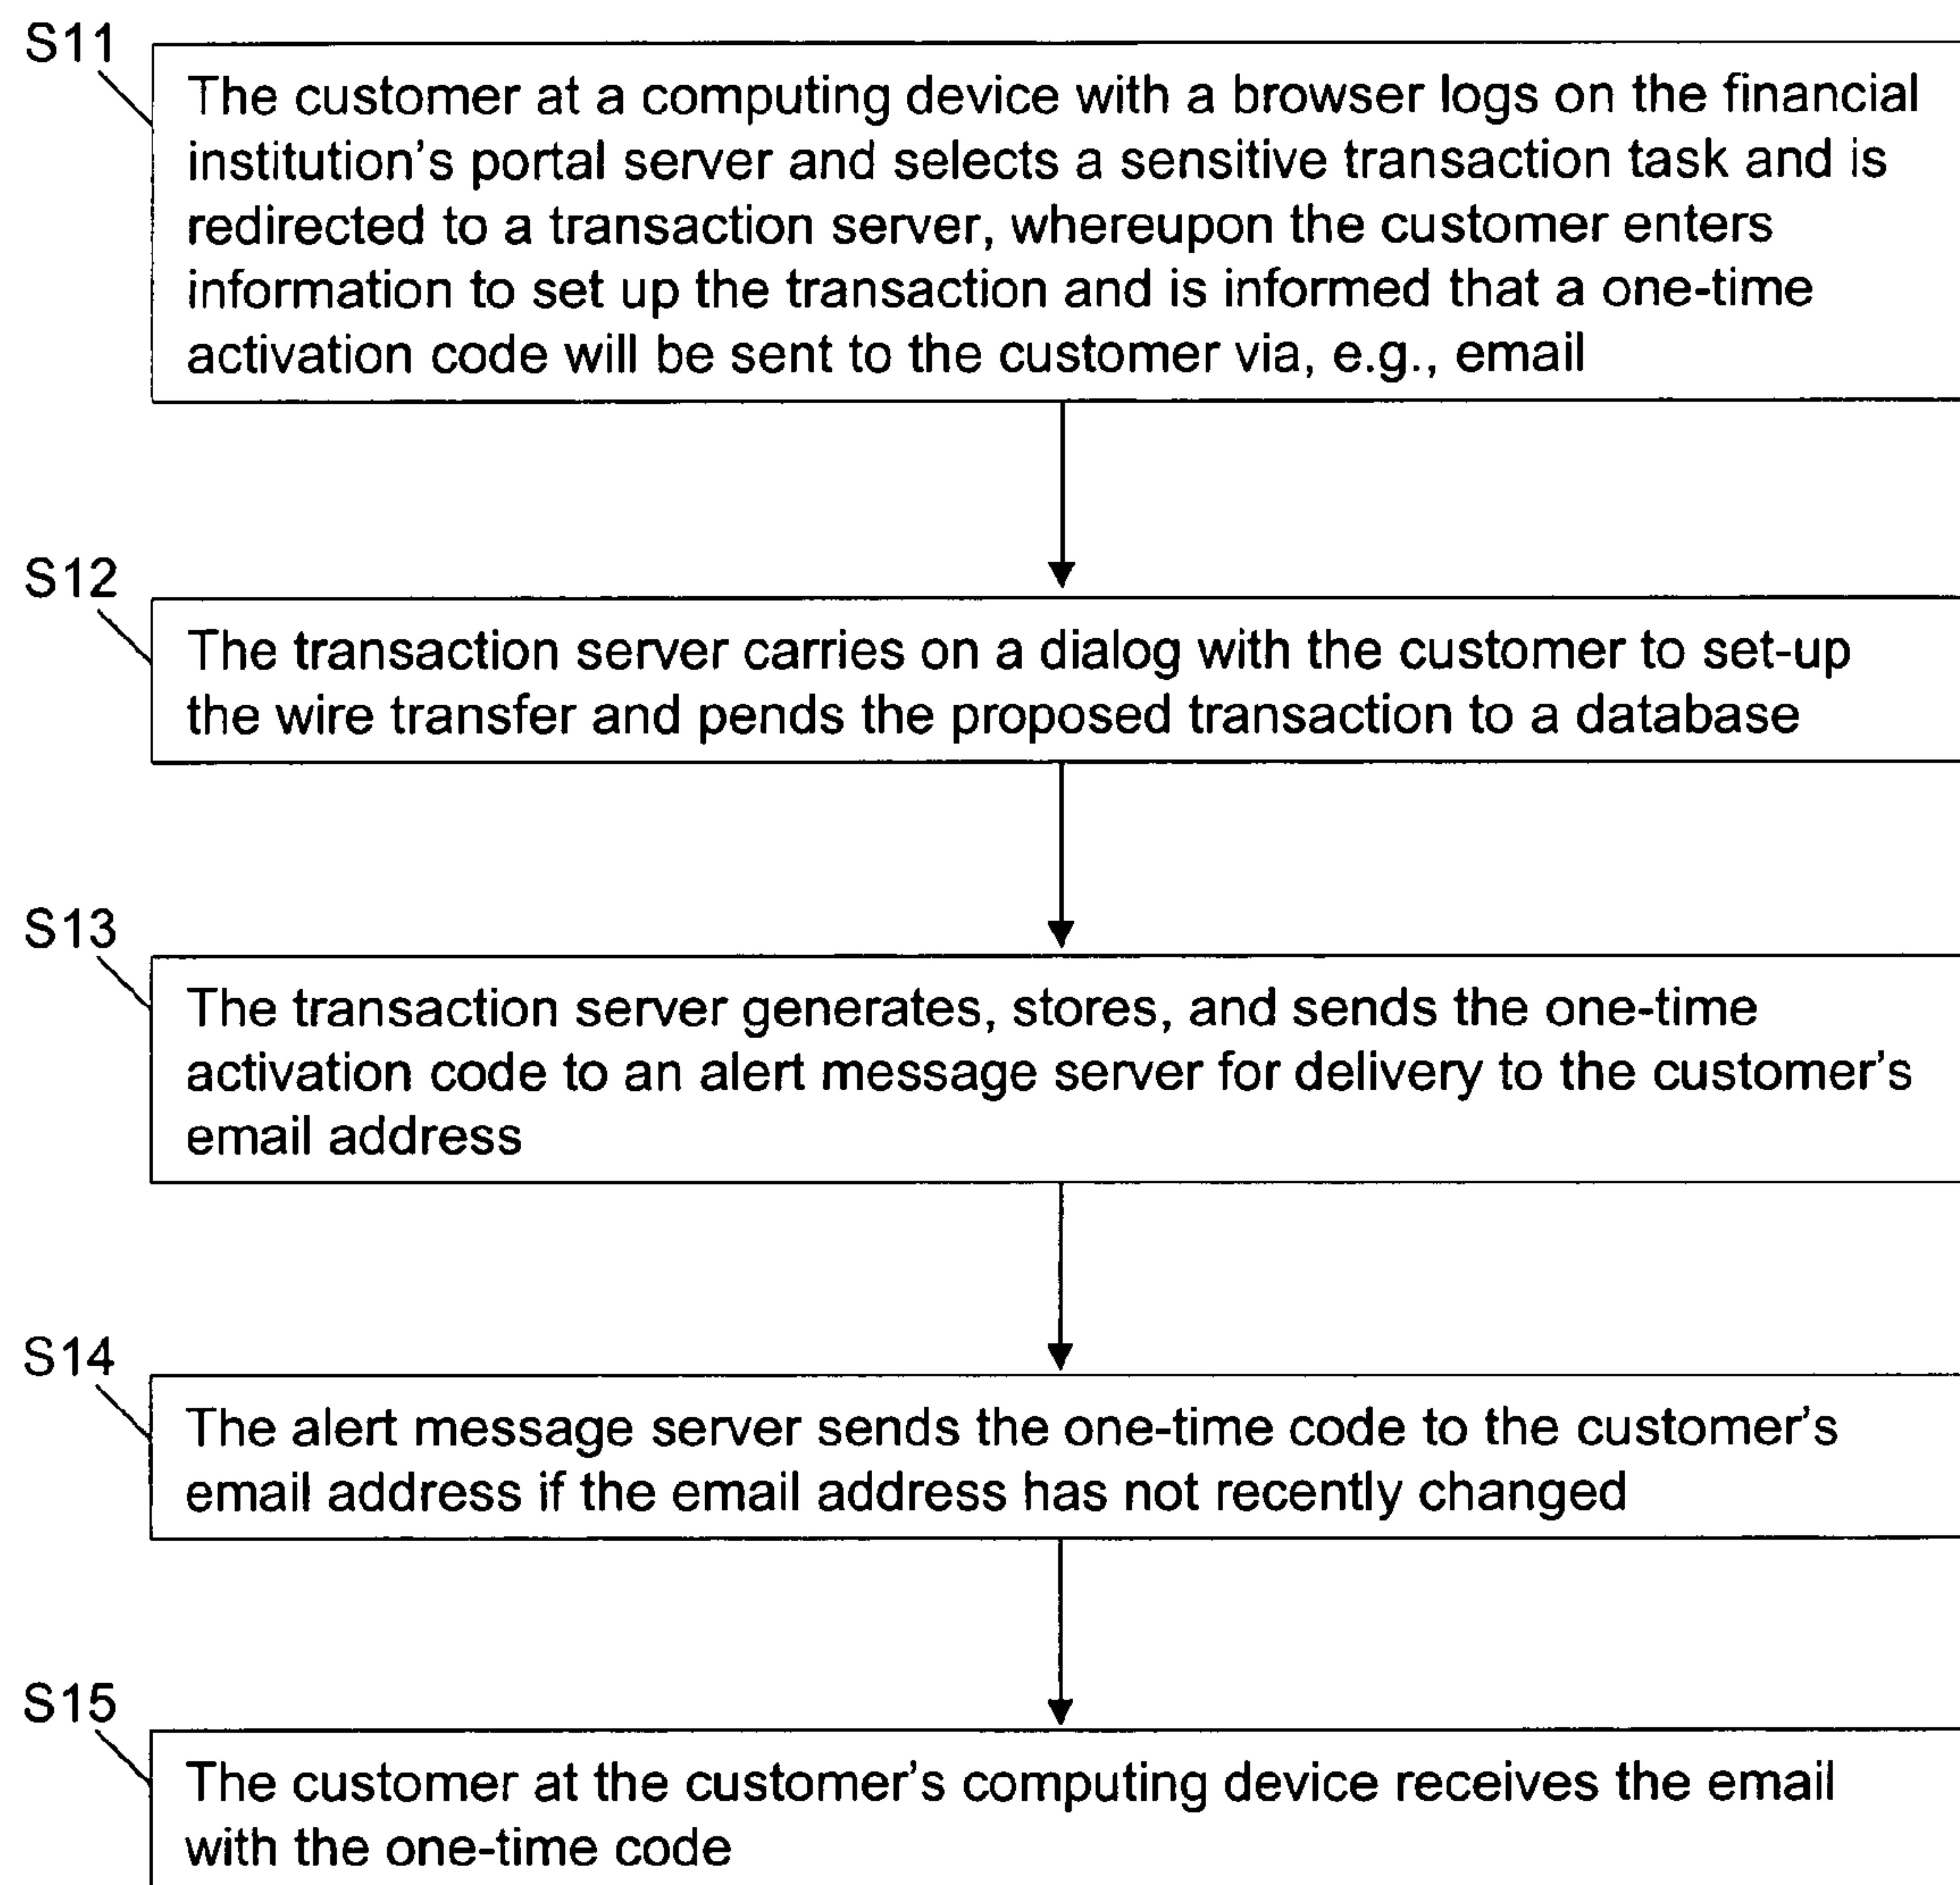 S11
The customer at a computing device with a browser logs on the financial
institution's portal server and selects a sensitive transaction task and is
redirected to a transaction server, whereupon the customer enters
information to set up the transaction and is informed that a one-time
activation code will be sent to the customer via, e.g., email
S12
The transaction server carries on a dialog with the customer to set-up
the wire transfer and pends the proposed transaction to a database
S13
The transaction server generates, stores, and sends the one-time
activation code to an alert message server for delivery to the customer's
email address
S14
The alert message server sends the one-time code to the customer's
email address if the email address has not recently changed
S15
The customer at the customer's computing device receives the email
with the one-time code